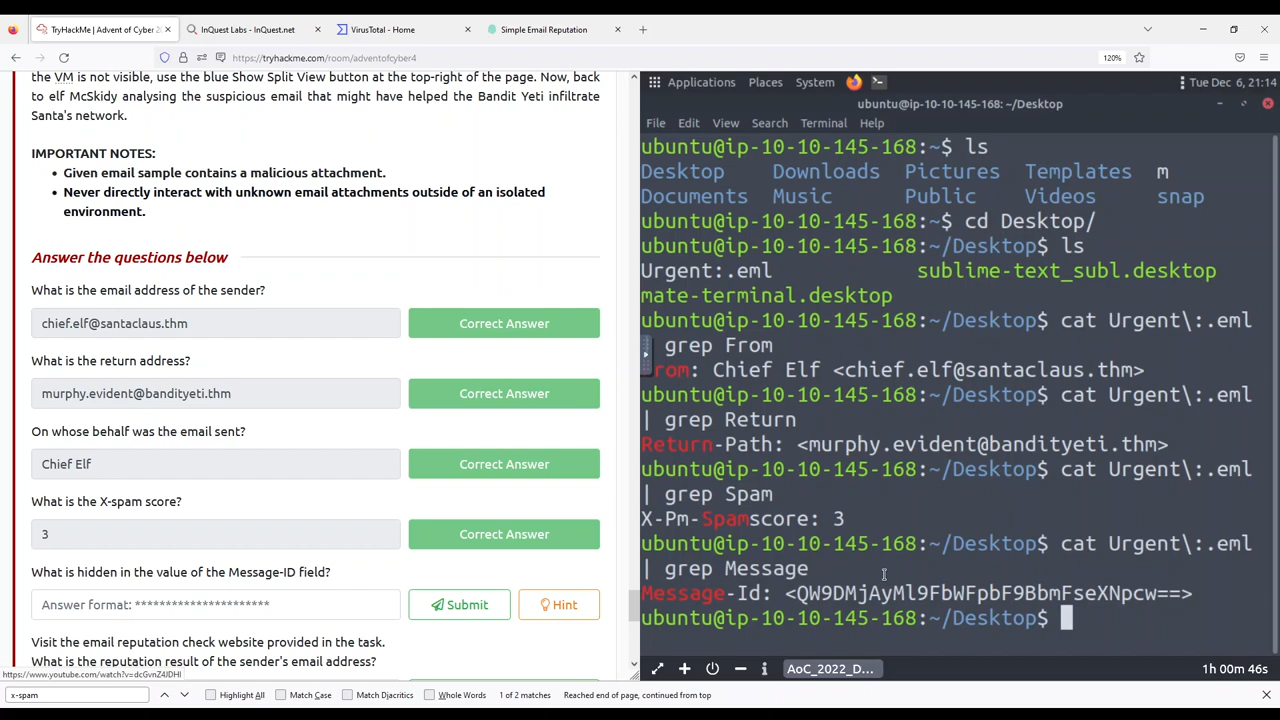 TryHackMe | Advent of Cyber 20
InQuest Labs - InQuest.net
VirusTotal - Home
Simple Email Reputation
https://tryhackme.com/room/adventofcyber4
120%
the VM is not visible, use the blue Show Split View button at the top-right of the page. Now, back
to elf McSkidy analysing the suspicious email that might have helped the Bandit Yeti infiltrate
Santa's network.
IMPORTANT NOTES:
Given email sample contains a malicious attachment.
Never directly interact with unknown email attachments outside of an isolated
environment.
Answer the questions below
What is the email address of the sender?
chief.elf@santaclaus.thm
Correct Answer
What is the return address?
murphy.evident@bandityeti.thm
Correct Answer
On whose behalf was the email sent?
Chief Elf
Correct Answer
What is the X-spam score?
3
Correct Answer
What is hidden in the value of the Message-ID field?
Answer format: *********************
Submit
Hint
Visit the email reputation check website provided in the task.
What is the reputation result of the sender's email address?
https://www.youtube.com/watch?v=dcGvnZ4JDHI
Applications Places System
Tue Dec 6, 21:14
ubuntu@ip-10-10-145-168: ~/Desktop
File Edit View Search Terminal Help
ubuntu@ip-10-10-145-168:~$ ls
Desktop Downloads Pictures Templates m
Documents Music Public Videos snap
ubuntu@ip-10-10-145-168:~$ cd Desktop/
ubuntu@ip-10-10-145-168:~/Desktop$ ls
Urgent:.eml sublime-text_subl.desktop
mate-terminal.desktop
ubuntu@ip-10-10-145-168:~/Desktop$ cat Urgent\:.eml
grep From
rom: Chief Elf <chief.elf@santaclaus.thm>
ubuntu@ip-10-10-145-168:~/Desktop$ cat Urgent\:.eml
| grep Return
Return-Path: <murphy.evident@bandityeti.thm>
ubuntu@ip-10-10-145-168:~/Desktop$ cat Urgent\:.eml
| grep Spam
X-Pm-Spamscore: 3
ubuntu@ip-10-10-145-168:~/Desktop$ cat Urgent\:.eml
| grep Message
Message-Id: <QW9DMjAyMl9FbWFpbF9BbmFseXNpcw==>
ubuntu@ip-10-10-145-168:~/Desktop$
AoC_2022_D...
1h 00m 46s
x-spam
Highlight All Match Case Match Diacritics Whole Words 1 of 2 matches Reached end of page, continued from top